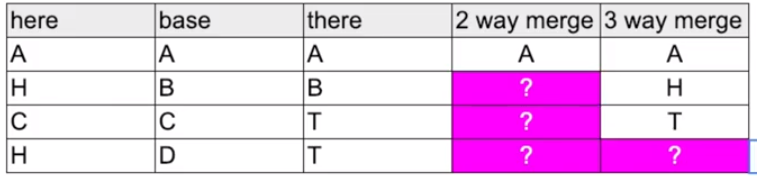 here base there 2 way merge 3 way merge
A A A A A
H B B ? H
C C T ? T
H D T ? ?